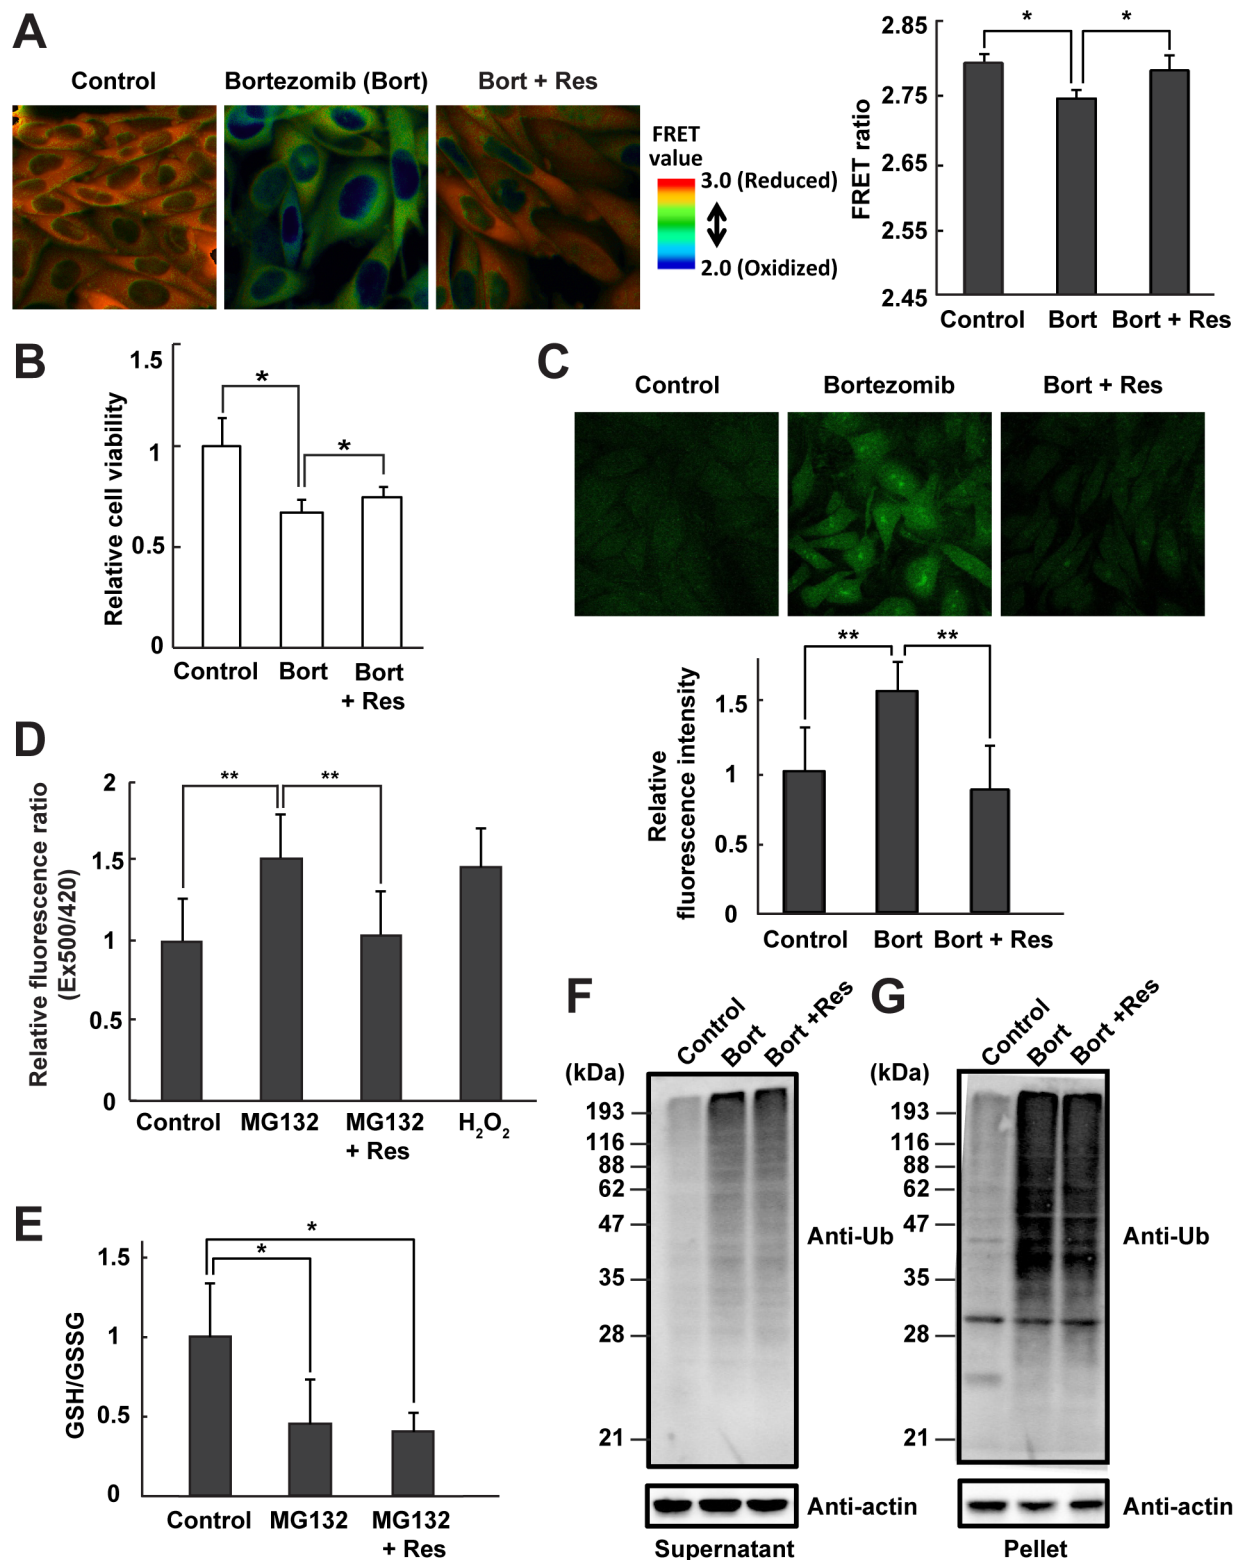 A
Control
Bortezomib (Bort)
Bort + Res
FRET
value
3.0 (Reduced)
2.0 (Oxidized)
FRET ratio
2.85
2.75
2.65
2.55
2.45
*
*
Control
Bort
Bort + Res
B
Relative cell viability
1.5
1
0.5
0
*
*
Control
Bort
Bort
+ Res
C
Control
Bortezomib
Bort + Res
Relative
fluorescence intensity
1.5
1
0.5
0
**
**
Control
Bort
Bort + Res
D
Relative fluorescence ratio
(Ex500/420)
2
1.5
1
0.5
0
**
**
Control
MG132
MG132
+ Res
H₂O₂
E
GSH/GSSG
1.5
1
0.5
0
*
*
Control
MG132
MG132
+ Res
F
Control
Bort
Bort +Res
(kDa)
193
116
88
62
47
35
28
21
Anti-Ub
Anti-actin
Supernatant
G
Control
Bort
Bort +Res
(kDa)
193
116
88
62
47
35
28
21
Anti-Ub
Anti-actin
Pellet